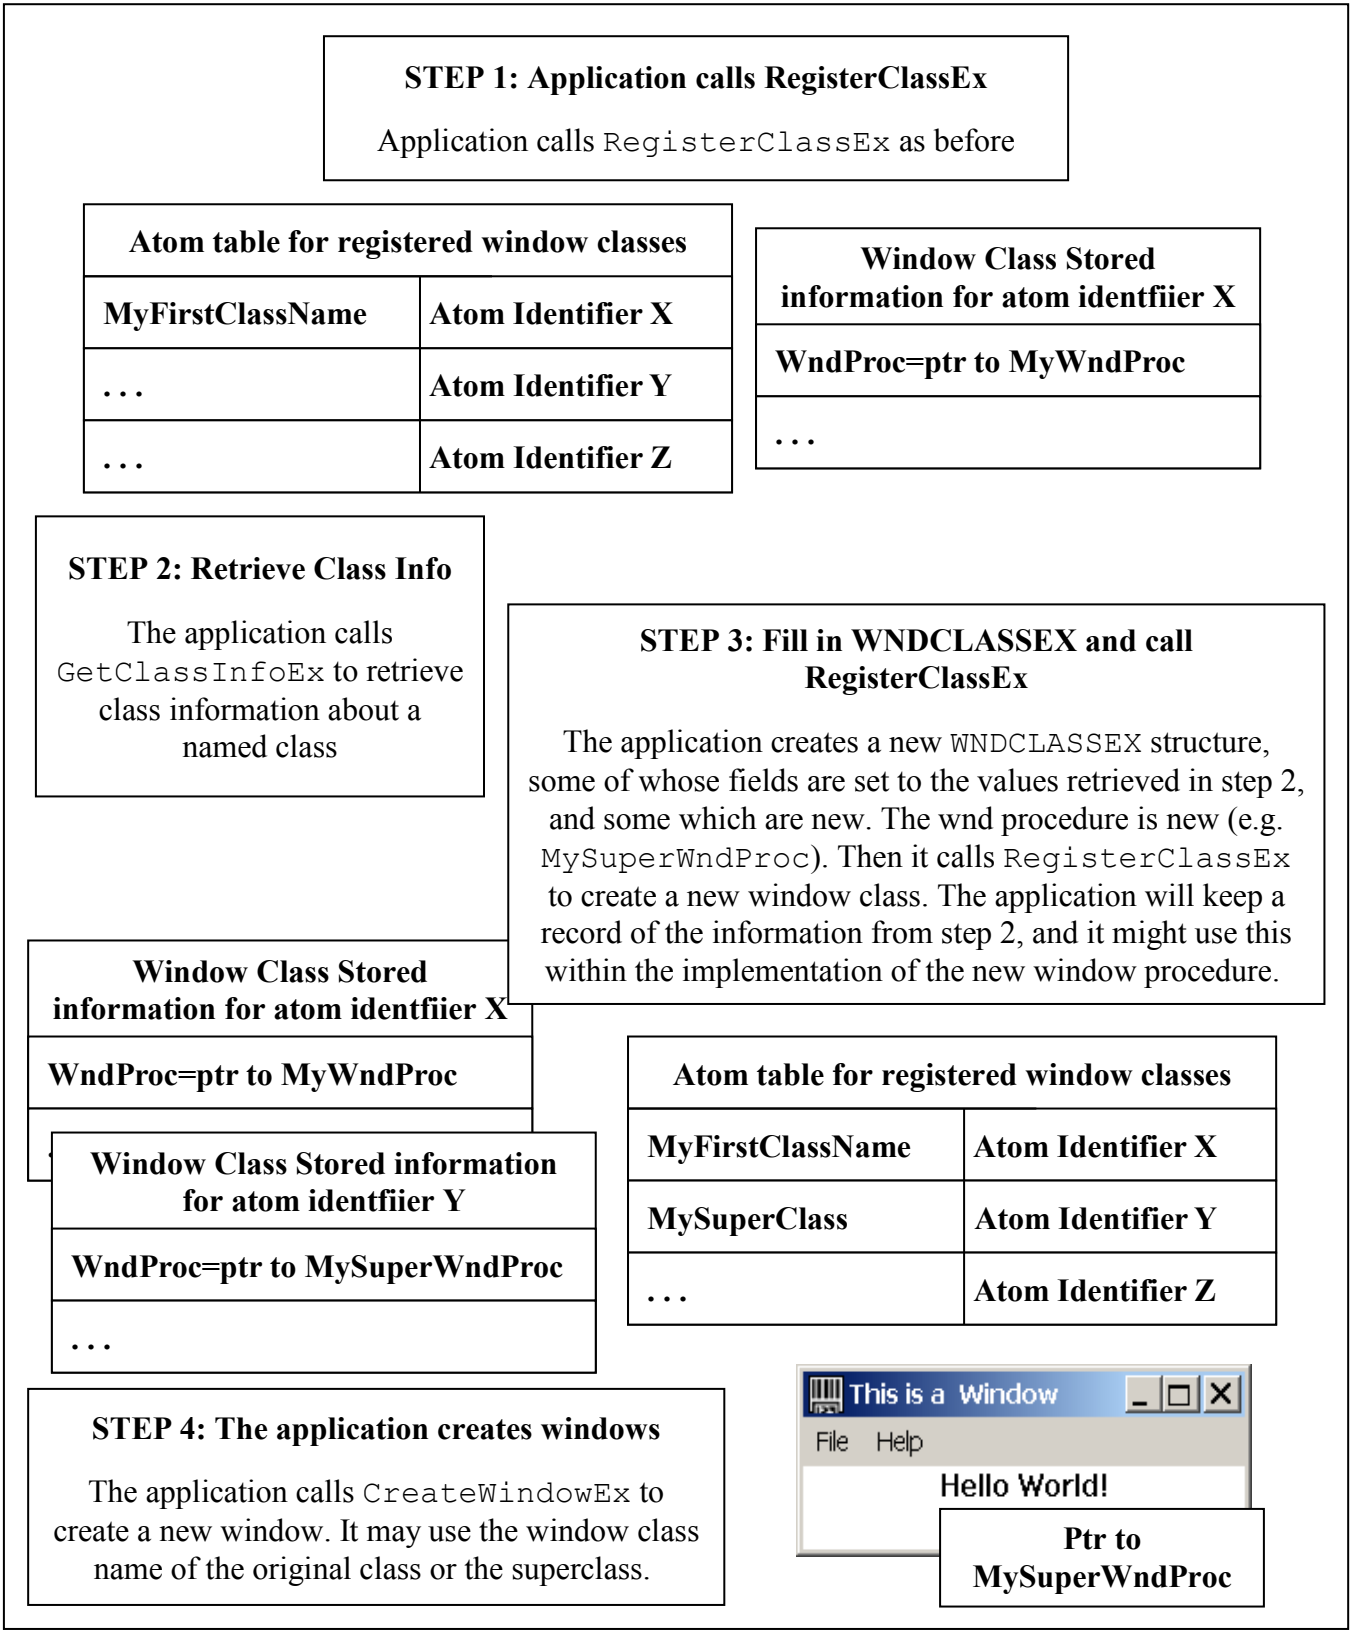 STEP 1: Application calls RegisterClassEx
Application calls RegisterClassEx as before
Atom table for registered window classes
MyFirstClassName Atom Identifier X
. . . Atom Identifier Y
. . . Atom Identifier Z
Window Class Stored
information for atom identfiier X
WndProc=ptr to MyWndProc
. . .
STEP 2: Retrieve Class Info
The application calls
GetClassInfoEx to retrieve
class information about a
named class
STEP 3: Fill in WNDCLASSEX and call
RegisterClassEx
The application creates a new WNDCLASSEX structure,
some of whose fields are set to the values retrieved in step 2,
and some which are new. The wnd procedure is new (e.g.
MySuperWndProc). Then it calls RegisterClassEx
to create a new window class. The application will keep a
record of the information from step 2, and it might use this
within the implementation of the new window procedure.
Window Class Stored
information for atom identfiier X
WndProc=ptr to MyWndProc
.
Window Class Stored information
for atom identfiier Y
WndProc=ptr to MySuperWndProc
. . .
Atom table for registered window classes
MyFirstClassName Atom Identifier X
MySuperClass Atom Identifier Y
. . . Atom Identifier Z
STEP 4: The application creates windows
The application calls CreateWindowEx to
create a new window. It may use the window class
name of the original class or the superclass.
This is a Window
File Help
Hello World!
Ptr to
MySuperWndProc